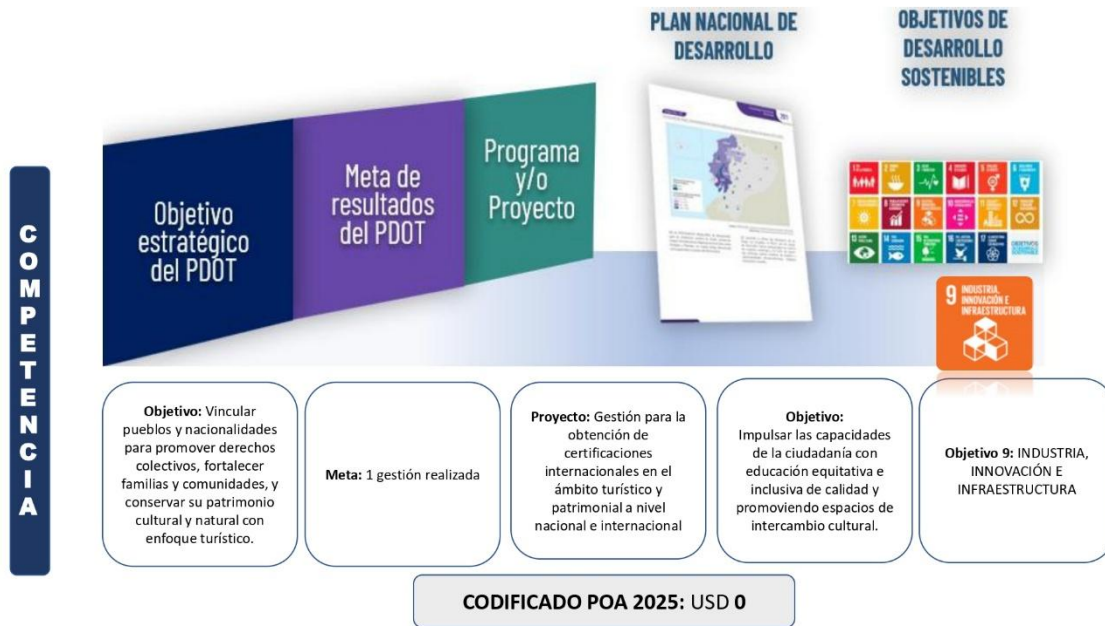 PLAN NACIONAL DE
DESARROLLO
OBJETIVOS DE
DESARROLLO
SOSTENIBLES
COMPETENCIA
Objetivo
estratégico
del PDOT
Meta de
resultados
del PDOT
Programa
y/o
Proyecto
9 INDUSTRIA,
INNOVACIÓN E
INFRAESTRUCTURA
Objetivo: Vincular
pueblos y nacionalidades
para promover derechos
colectivos, fortalecer
familias y comunidades, y
conservar su patrimonio
cultural y natural con
enfoque turístico.
Meta: 1 gestión realizada
Proyecto: Gestión para la
obtención de
certificaciones
internacionales en el
ámbito turístico y
patrimonial a nivel
nacional e internacional
Objetivo:
Impulsar las capacidades
de la ciudadanía con
educación equitativa e
inclusiva de calidad y
promoviendo espacios de
intercambio cultural.
Objetivo 9: INDUSTRIA,
INNOVACIÓN E
INFRAESTRUCTURA
CODIFICADO POA 2025: USD 0